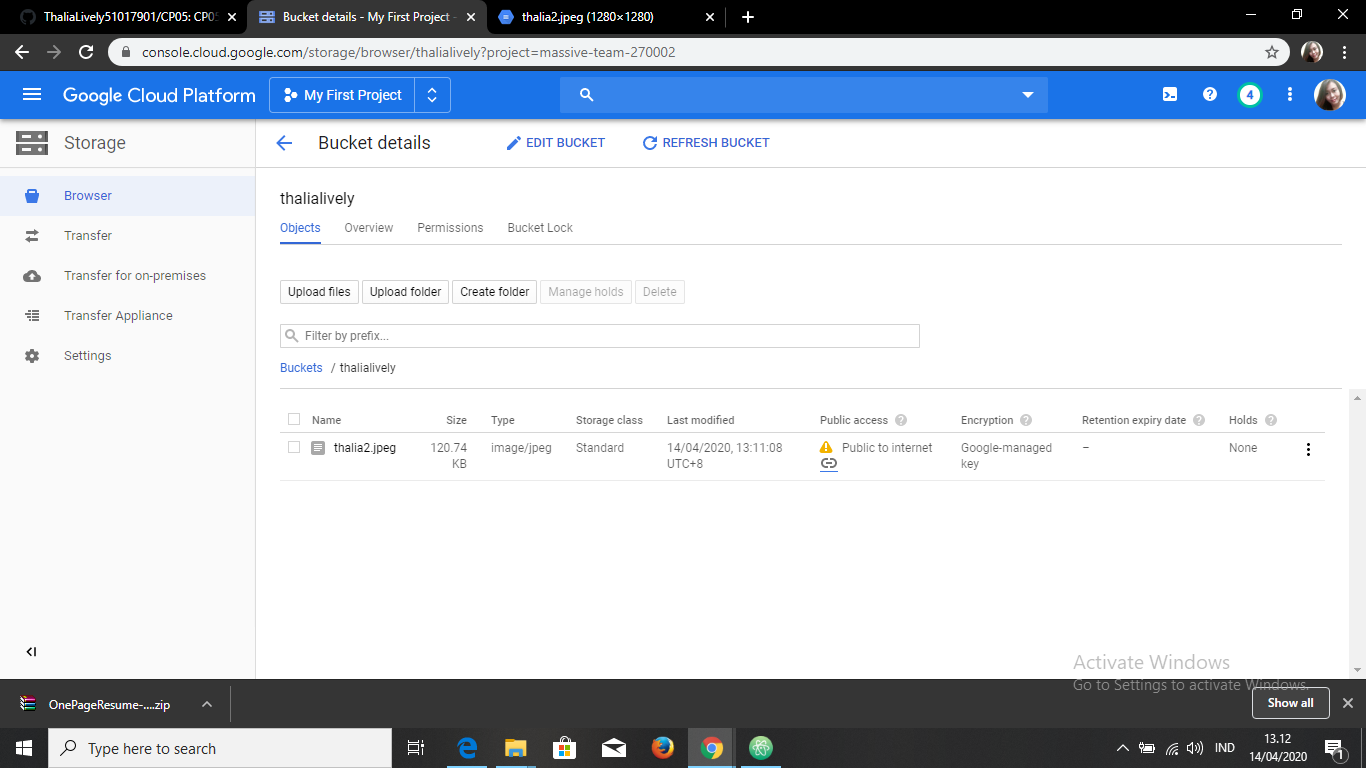 ThaliaLively51017901/CP05: CP05
Bucket details - My First Project -
thalia2.jpeg (1280×1280)
console.cloud.google.com/storage/browser/thalialively?project=massive-team-270002
Google Cloud Platform
My First Project
4
Storage
Bucket details
EDIT BUCKET
REFRESH BUCKET
Browser
Transfer
Transfer for on-premises
Transfer Appliance
Settings
thalialively
Objects Overview Permissions Bucket Lock
Upload files Upload folder Create folder Manage holds Delete
Filter by prefix...
Buckets / thalialively
Name Size Type Storage class Last modified Public access Encryption Retention expiry date Holds
thalia2.jpeg 120.74 KB image/jpeg Standard 14/04/2020, 13:11:08 UTC+8 Public to internet Google-managed key – None
Activate Windows
Go to Settings to activate Windows.
OnePageResume-....zip
Show all
Type here to search
IND
13.12
14/04/2020
1